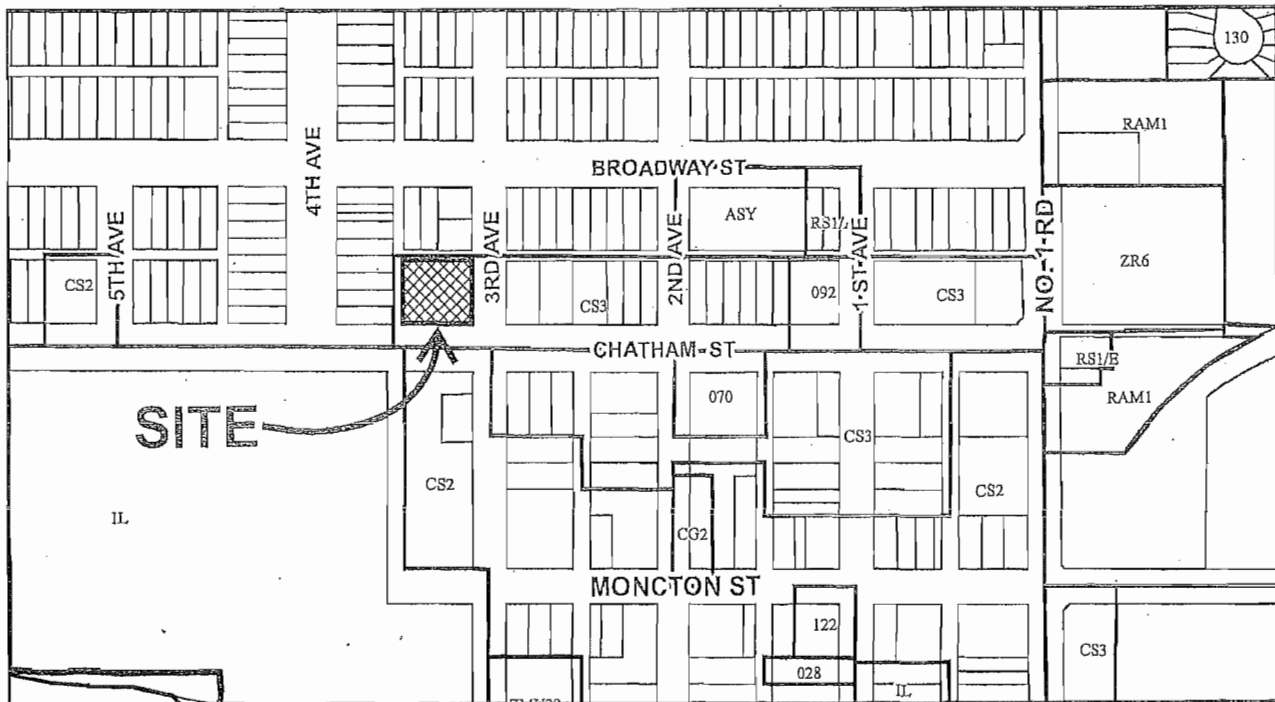 130
RAM1
4TH AVE
BROADWAY ST
5TH AVE
3RD AVE
2ND AVE
ASY
1 ST AVE
NO. 1 RD
ZR6
CS2
CS3
092
CS3
CHATHAM ST
RS1/E
RAM1
070
SITE
CS3
CS2
CS2
IL
CG2
MONCTON ST
122
CS3
028
IL